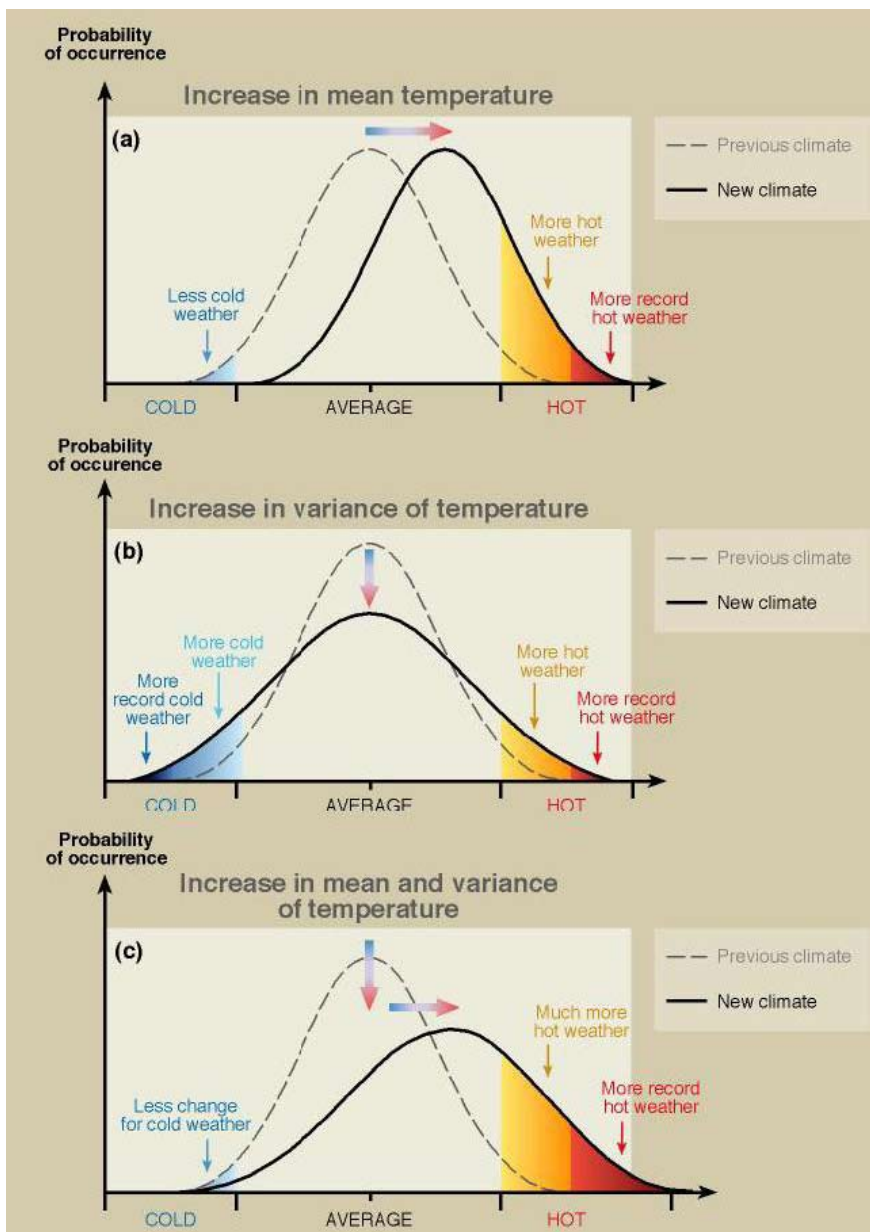 Probability
of occurrence
Increase in mean temperature
(a)
Previous climate
New climate
More hot
weather
Less cold
weather
More record
hot weather
COLD
AVERAGE
HOT
Probability
of occurence
Increase in variance of temperature
(b)
Previous climate
New climate
More cold
weather
More hot
weather
More
record cold
weather
More record
hot weather
COLD
AVERAGE
HOT
Probability
of occurrence
Increase in mean and variance
of temperature
(c)
Previous climate
New climate
Much more
hot weather
Less change
for cold weather
More record
hot weather
COLD
AVERAGE
HOT